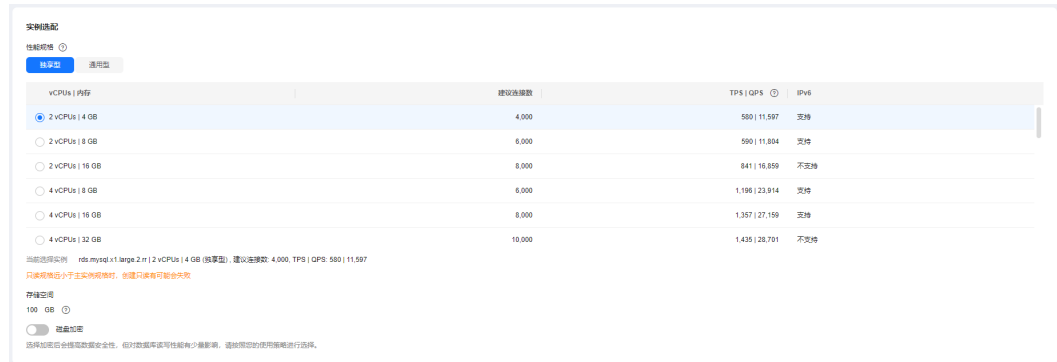 实例选配
性能规格
独享型 通用型
vCPUs | 内存 建议连接数 TPS | QPS IPv6
2 vCPUs | 4 GB 4,000 580 | 11,597 支持
2 vCPUs | 8 GB 6,000 590 | 11,804 支持
2 vCPUs | 16 GB 8,000 841 | 16,859 不支持
4 vCPUs | 8 GB 6,000 1,196 | 23,914 支持
4 vCPUs | 16 GB 8,000 1,357 | 27,159 支持
4 vCPUs | 32 GB 10,000 1,435 | 28,701 不支持
当前选择实例 rds.mysql.x1.large.2.rr | 2 vCPUs | 4 GB (独享型) , 建议连接数: 4,000, TPS | QPS: 580 | 11,597
只读规格远小于主实例规格时，创建只读有可能会失败
存储空间
100 GB
磁盘加密
选择加密后会提高数据安全性，但对数据库读写性能有少量影响，请按照您的使用策略进行选择。